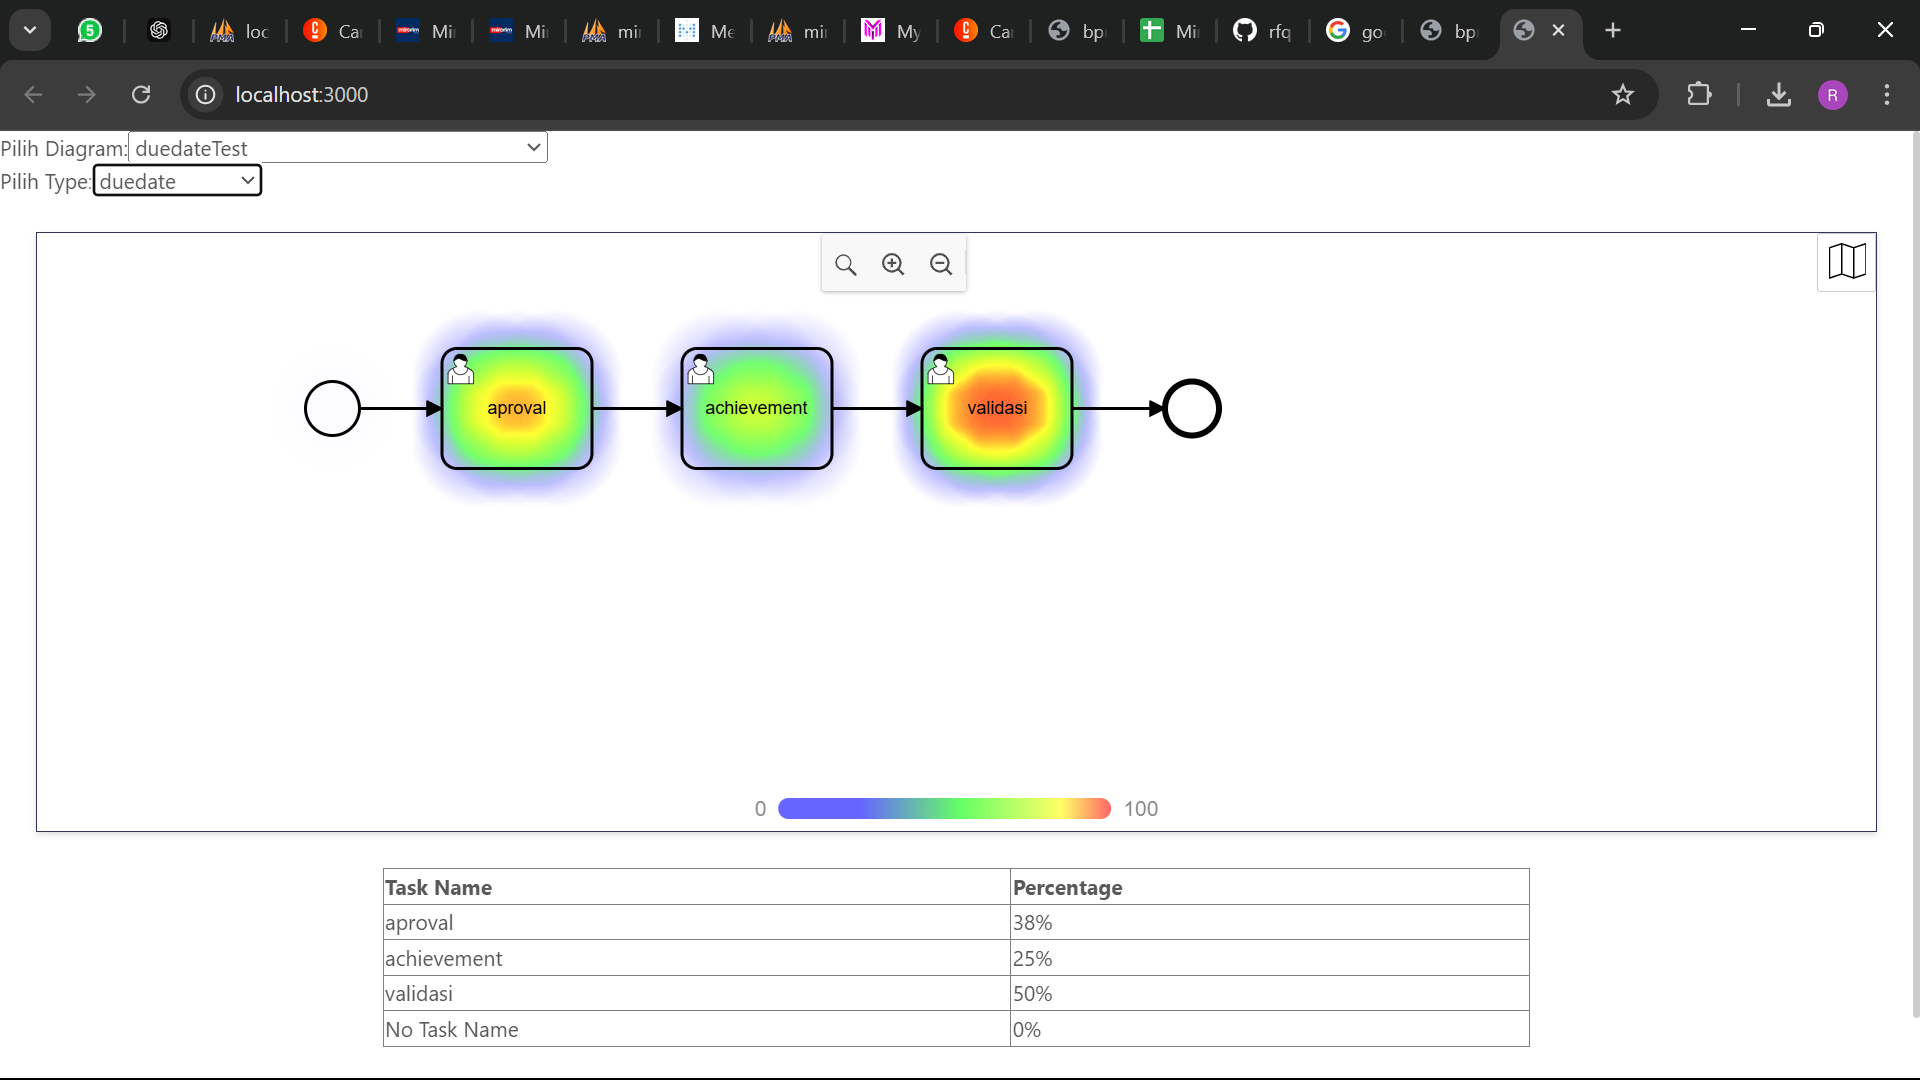 5
loc
Ca
Mi
Mi
mi
Me
mi
My
Ca
bp
Mi
rfq
go
bp
localhost:3000
R
Pilih Diagram: duedateTest
Pilih Type: duedate
aproval
achievement
validasi
0
100
Task Name Percentage
aproval 38%
achievement 25%
validasi 50%
No Task Name 0%